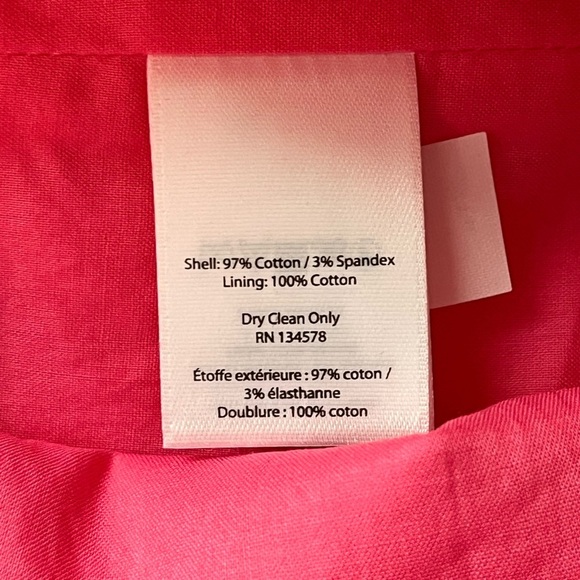 Shell: 97% Cotton / 3% Spandex
Lining: 100% Cotton
Dry Clean Only
RN 134578
Étoffe extérieure : 97% coton /
3% élasthanne
Doublure : 100% coton